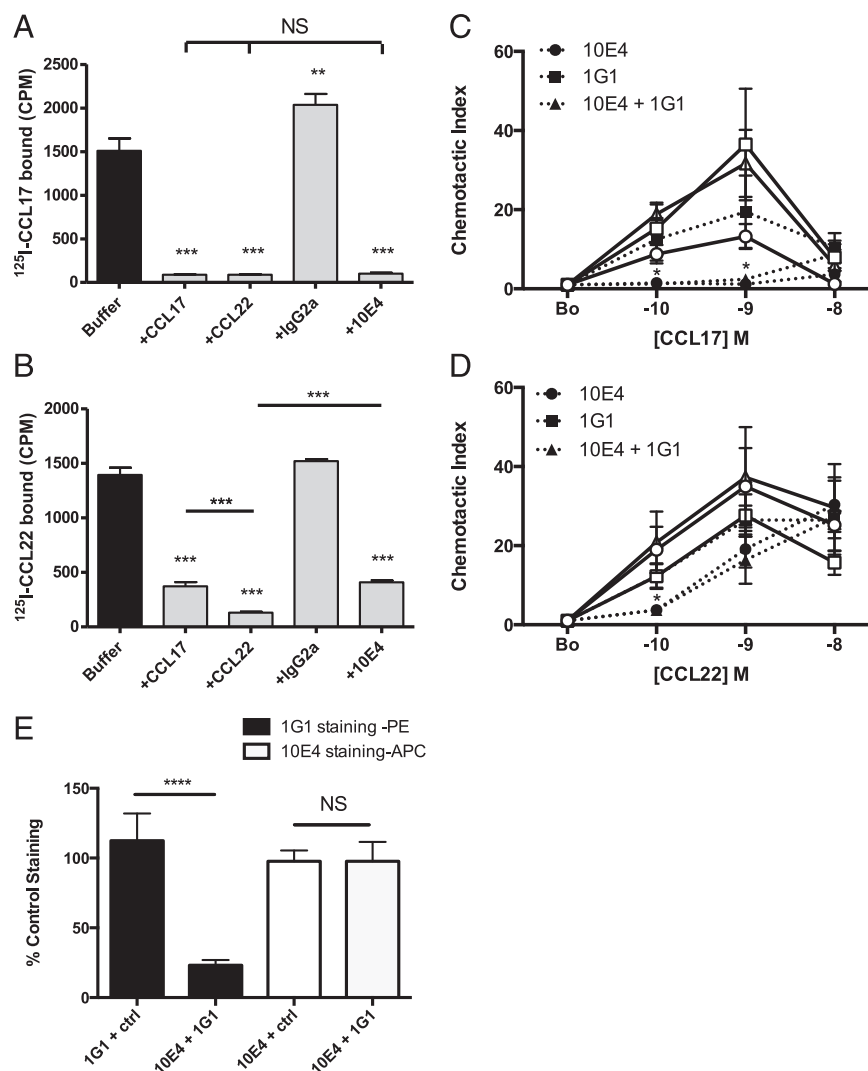 A
NS
¹²⁵I-CCL17 bound (CPM)
2500
2000
1500
1000
500
0
**
***
***
***
Buffer
+CCL17
+CCL22
+IgG2a
+10E4
B
¹²⁵I-CCL22 bound (CPM)
2000
1500
1000
500
0
***
***
***
***
***
Buffer
+CCL17
+CCL22
+IgG2a
+10E4
C
Chemotactic Index
60
40
20
0
10E4
1G1
10E4 + 1G1
*
*
Bo
-10
-9
-8
[CCL17] M
D
Chemotactic Index
60
40
20
0
10E4
1G1
10E4 + 1G1
*
Bo
-10
-9
-8
[CCL22] M
E
1G1 staining -PE
10E4 staining-APC
% Control Staining
150
100
50
0
****
NS
1G1 + ctrl
10E4 + 1G1
10E4 + ctrl
10E4 + 1G1